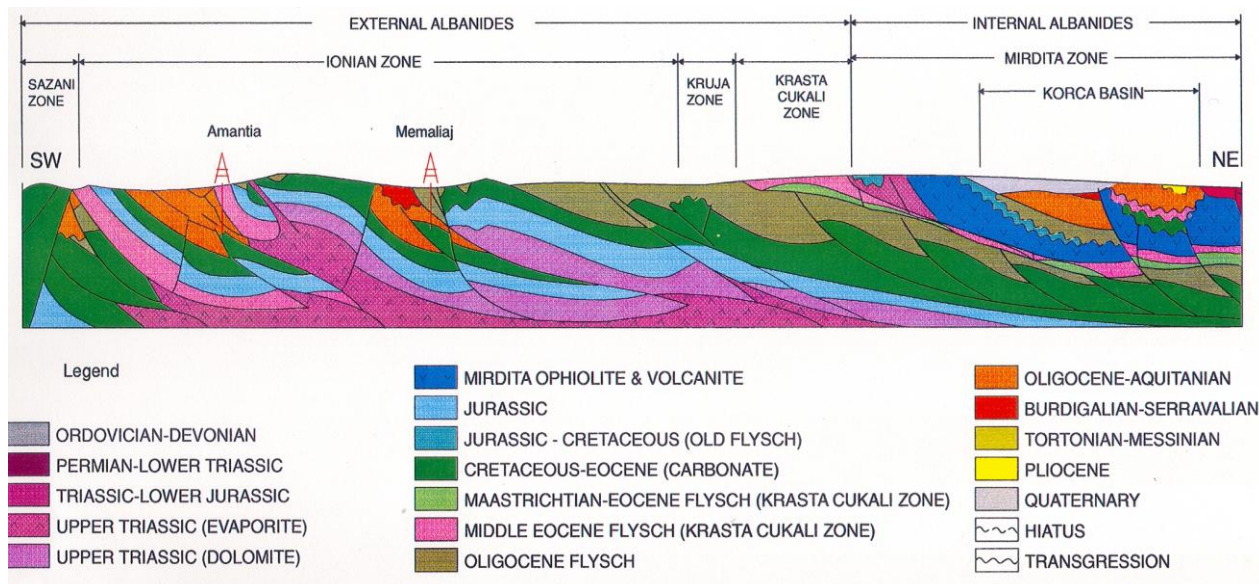 EXTERNAL ALBANIDES
INTERNAL ALBANIDES
IONIAN ZONE
MIRDITA ZONE
SAZANI
ZONE
KRUJA
ZONE
KRASTA
CUKALI
ZONE
KORCA BASIN
Amantia
Memaliaj
SW
NE
Legend
ORDOVICIAN-DEVONIAN
PERMIAN-LOWER TRIASSIC
TRIASSIC-LOWER JURASSIC
UPPER TRIASSIC (EVAPORITE)
UPPER TRIASSIC (DOLOMITE)
MIRDITA OPHIOLITE & VOLCANITE
JURASSIC
JURASSIC - CRETACEOUS (OLD FLYSCH)
CRETACEOUS-EOCENE (CARBONATE)
MAASTRICHTIAN-EOCENE FLYSCH (KRASTA CUKALI ZONE)
MIDDLE EOCENE FLYSCH (KRASTA CUKALI ZONE)
OLIGOCENE FLYSCH
OLIGOCENE-AQUITANIAN
BURDIGALIAN-SERRAVALIAN
TORTONIAN-MESSINIAN
PLIOCENE
QUATERNARY
HIATUS
TRANSGRESSION